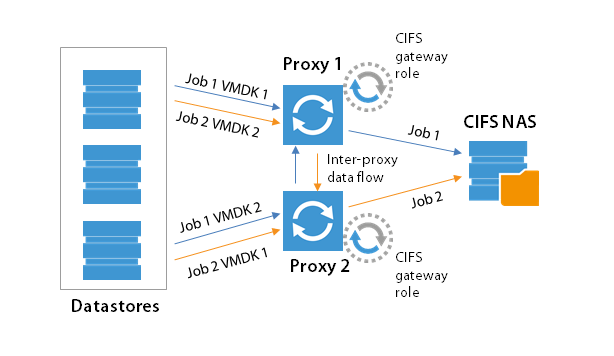 CIFS
gateway
role
Proxy 1
Job 1 VMDK 1
Job 2 VMDK 2
Job 1
CIFS NAS
Inter-proxy
data flow
Job 2
Job 1 VMDK 2
Job 2 VMDK 1
Proxy 2
CIFS
gateway
role
Datastores